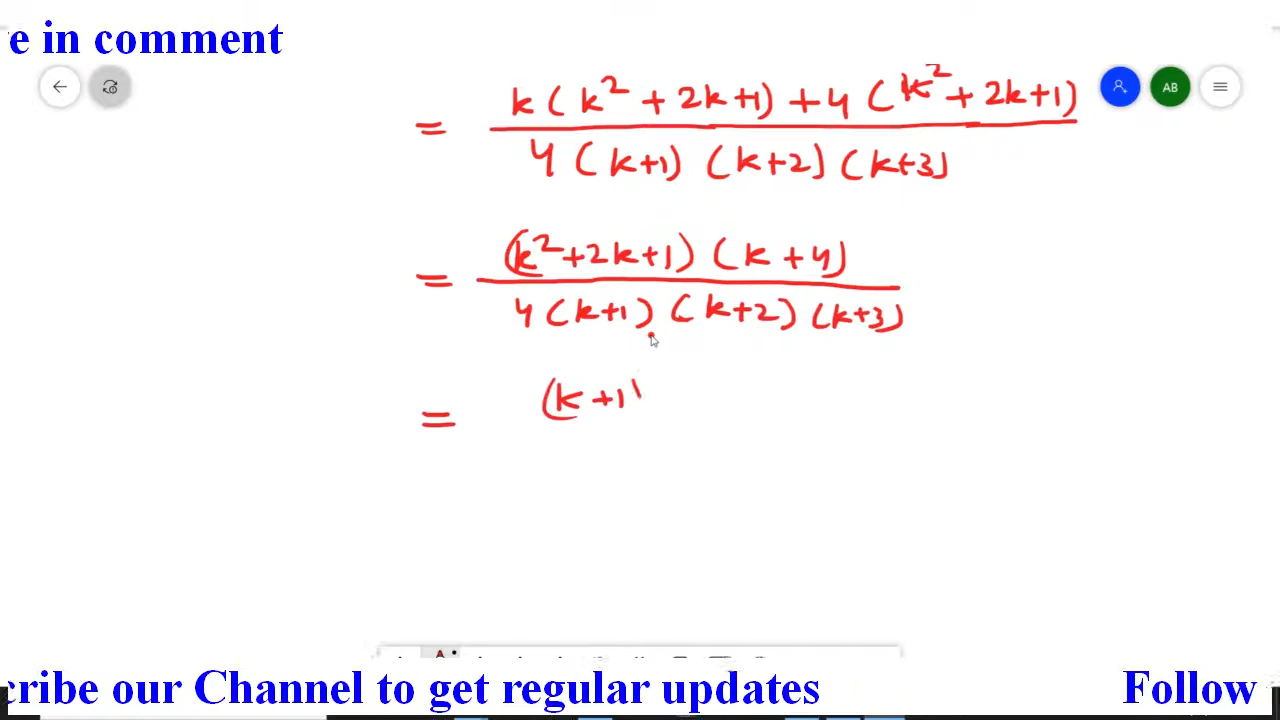 e in comment
AB
k(k² + 2k+1) + 4(k² + 2k+1)
=
4(k+1) (k+2) (k+3)
(k²+2k+1) (k+4)
=
4(k+1) (k+2) (k+3)
= (k+1)
cribe our Channel to get regular updates Follow